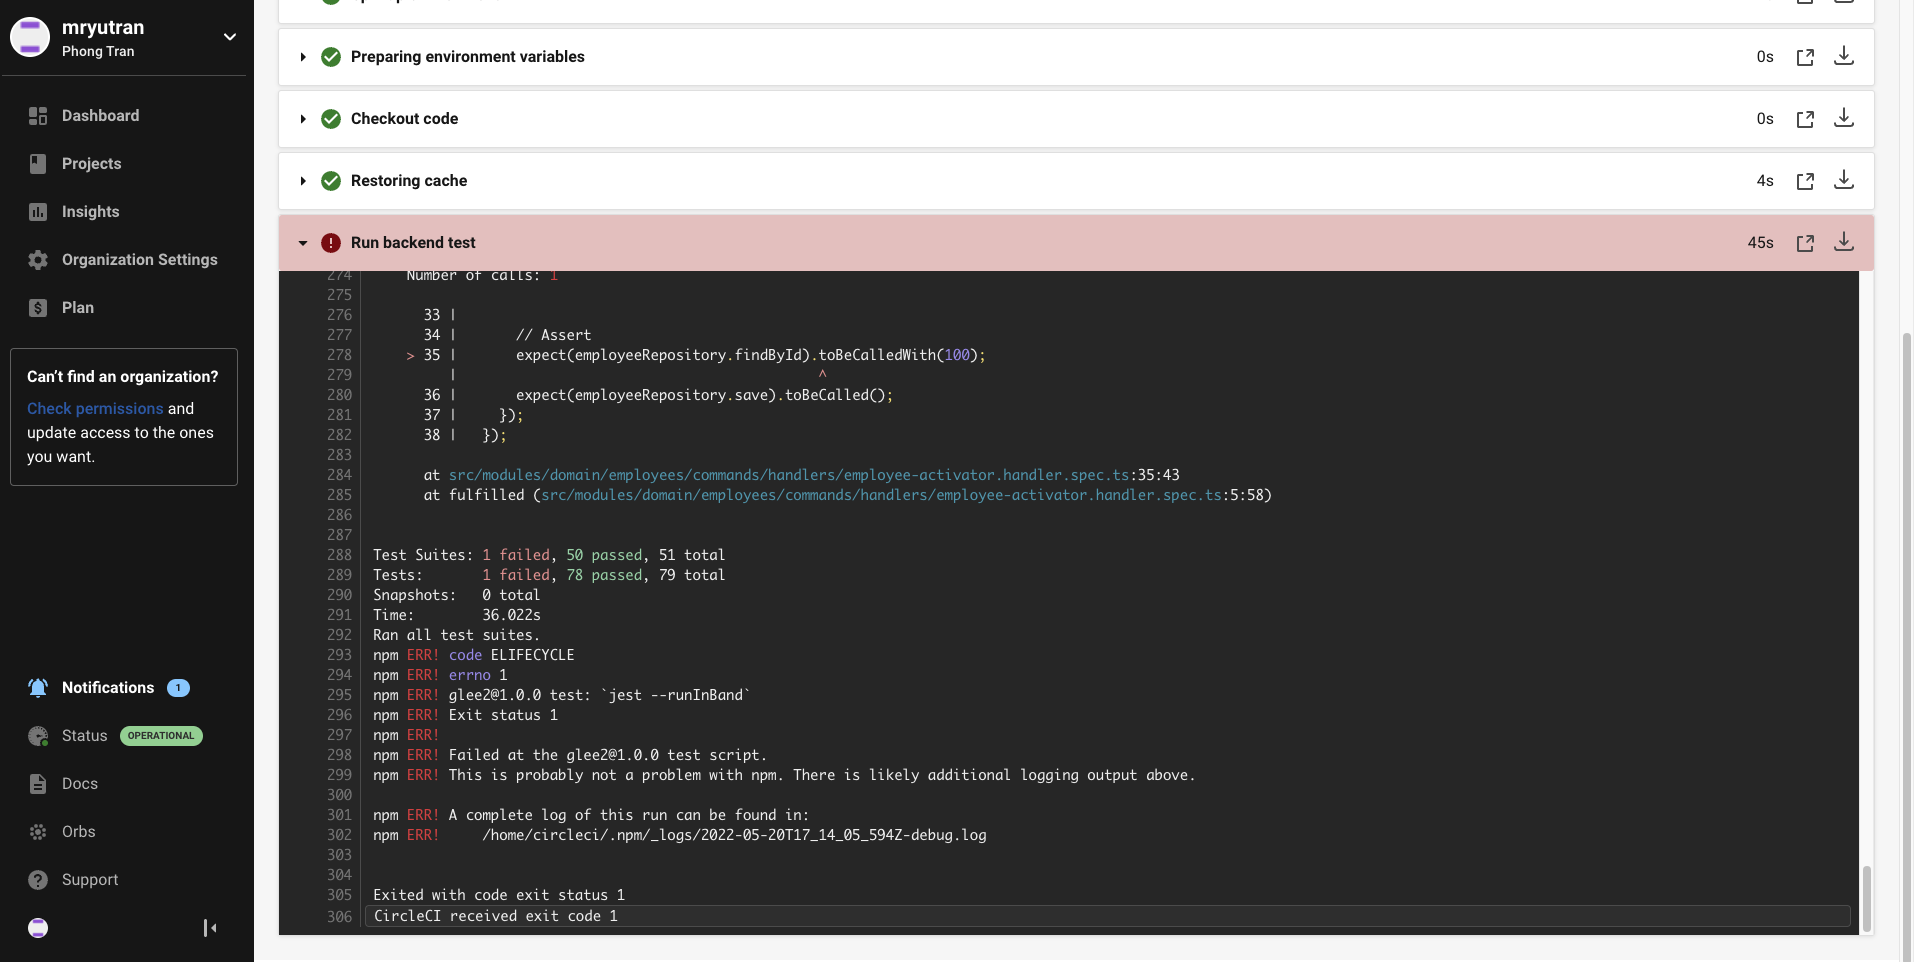 mryutran
Phong Tran
Dashboard
Projects
Insights
Organization Settings
Plan
Can't find an organization?
Check permissions and
update access to the ones
you want.
Notifications 1
Status OPERATIONAL
Docs
Orbs
Support
Preparing environment variables 0s
Checkout code 0s
Restoring cache 4s
Run backend test 45s
274 Number of calls: 1
275
276 33 |
277 34 | // Assert
278 > 35 | expect(employeeRepository.findById).toBeCalledWith(100);
279 | ^
280 36 | expect(employeeRepository.save).toBeCalled();
281 37 | });
282 38 | });
283
284 at src/modules/domain/employees/commands/handlers/employee-activator.handler.spec.ts:35:43
285 at fulfilled (src/modules/domain/employees/commands/handlers/employee-activator.handler.spec.ts:5:58)
286
287
288 Test Suites: 1 failed, 50 passed, 51 total
289 Tests: 1 failed, 78 passed, 79 total
290 Snapshots: 0 total
291 Time: 36.022s
292 Ran all test suites.
293 npm ERR! code ELIFECYCLE
294 npm ERR! errno 1
295 npm ERR! glee2@1.0.0 test: `jest --runInBand`
296 npm ERR! Exit status 1
297 npm ERR!
298 npm ERR! Failed at the glee2@1.0.0 test script.
299 npm ERR! This is probably not a problem with npm. There is likely additional logging output above.
300
301 npm ERR! A complete log of this run can be found in:
302 npm ERR! /home/circleci/.npm/_logs/2022-05-20T17_14_05_594Z-debug.log
303
304
305 Exited with code exit status 1
306 CircleCI received exit code 1